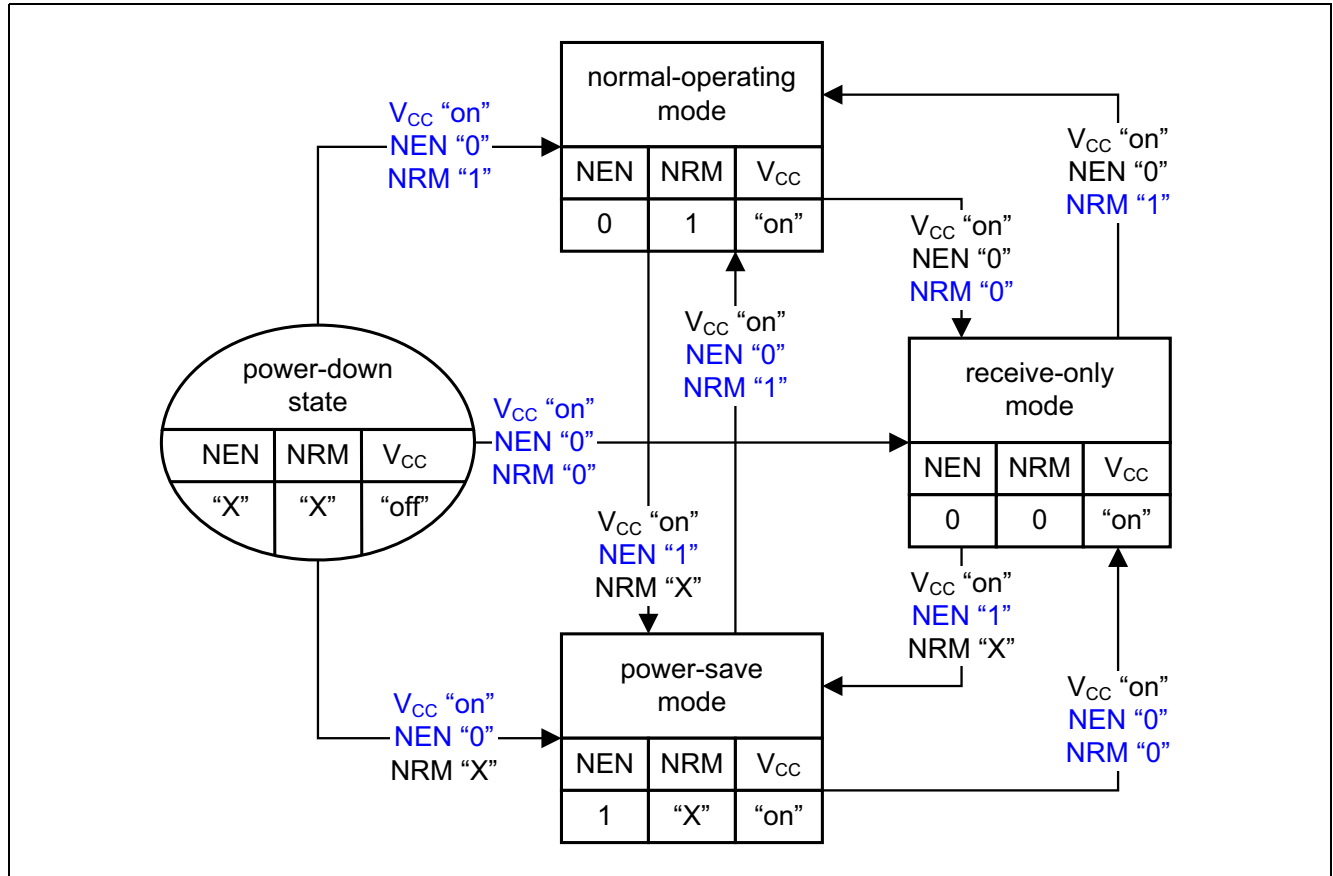 normal-operating
mode
NEN NRM VCC
0 1 “on”
VCC “on”
NEN “0”
NRM “1”
VCC “on”
NEN “0”
NRM “1”
VCC “on”
NEN “0”
NRM “0”
VCC “on”
NEN “0”
NRM “1”
power-down
state
NEN NRM VCC
“X” “X” “off”
VCC “on”
NEN “0”
NRM “0”
receive-only
mode
NEN NRM VCC
0 0 “on”
VCC “on”
NEN “1”
NRM “X”
VCC “on”
NEN “1”
NRM “X”
VCC “on”
NEN “0”
NRM “X”
power-save
mode
NEN NRM VCC
1 “X” “on”
VCC “on”
NEN “0”
NRM “0”